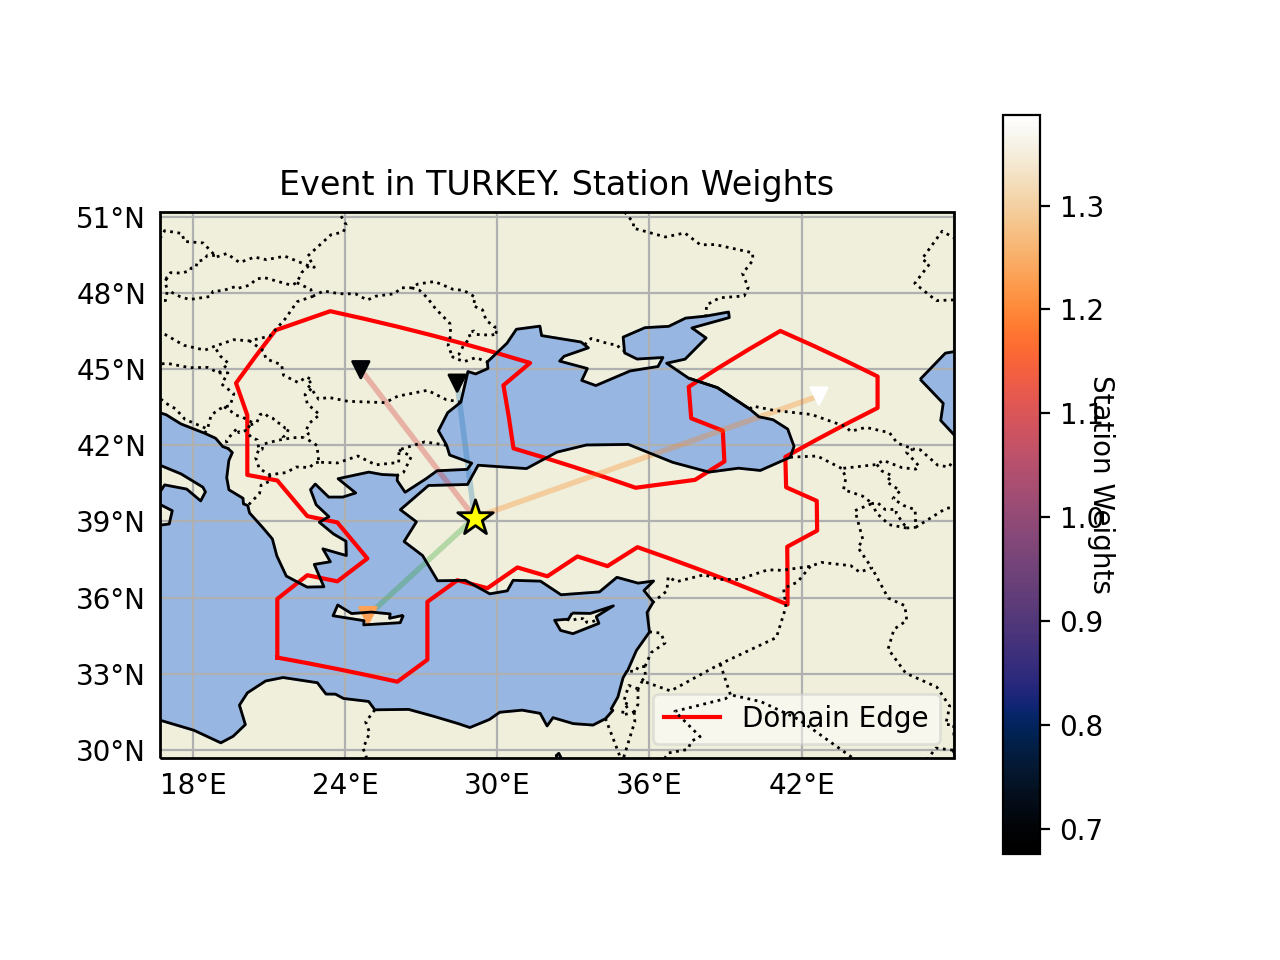 Event in TURKEY. Station Weights
51°N
48°N
45°N
42°N
39°N
36°N
33°N
30°N
18°E
24°E
30°E
36°E
42°E
Domain Edge
1.3
1.2
1.1
1.0
0.9
0.8
0.7
Station Weights